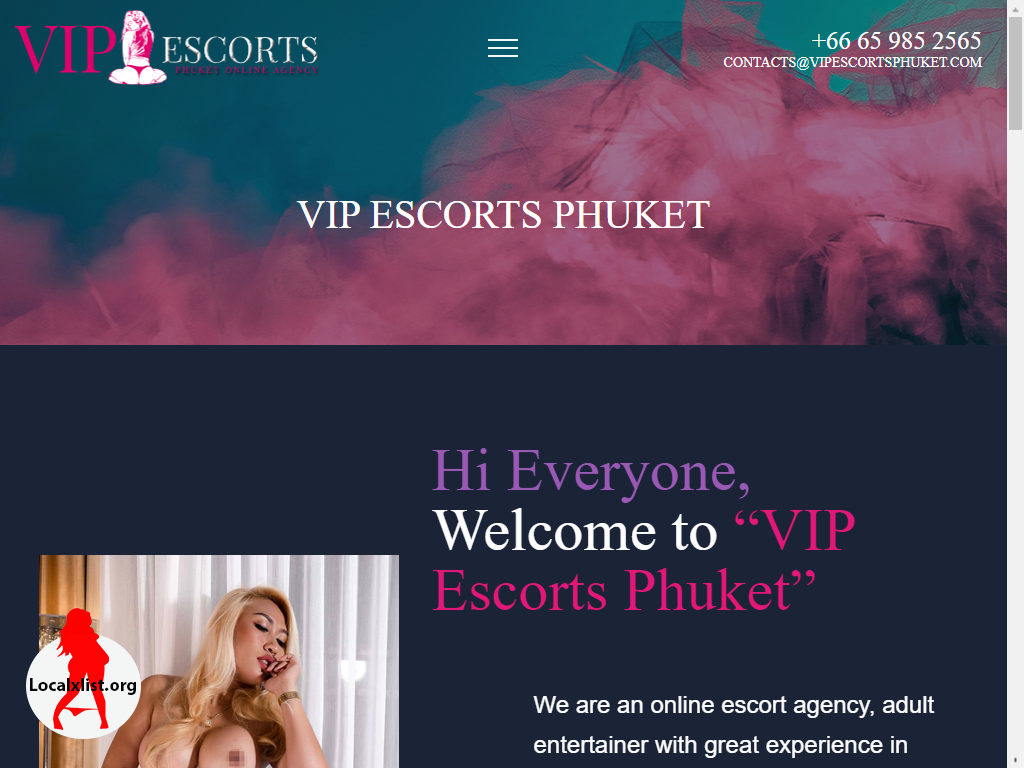 VIP ESCORTS
PHUKET ONLINE AGENCY
+66 65 985 2565
CONTACTS@VIPESCORTSPHUKET.COM
VIP ESCORTS PHUKET
Hi Everyone,
Welcome to “VIP
Escorts Phuket”
Localxlist.org
We are an online escort agency, adult
entertainer with great experience in